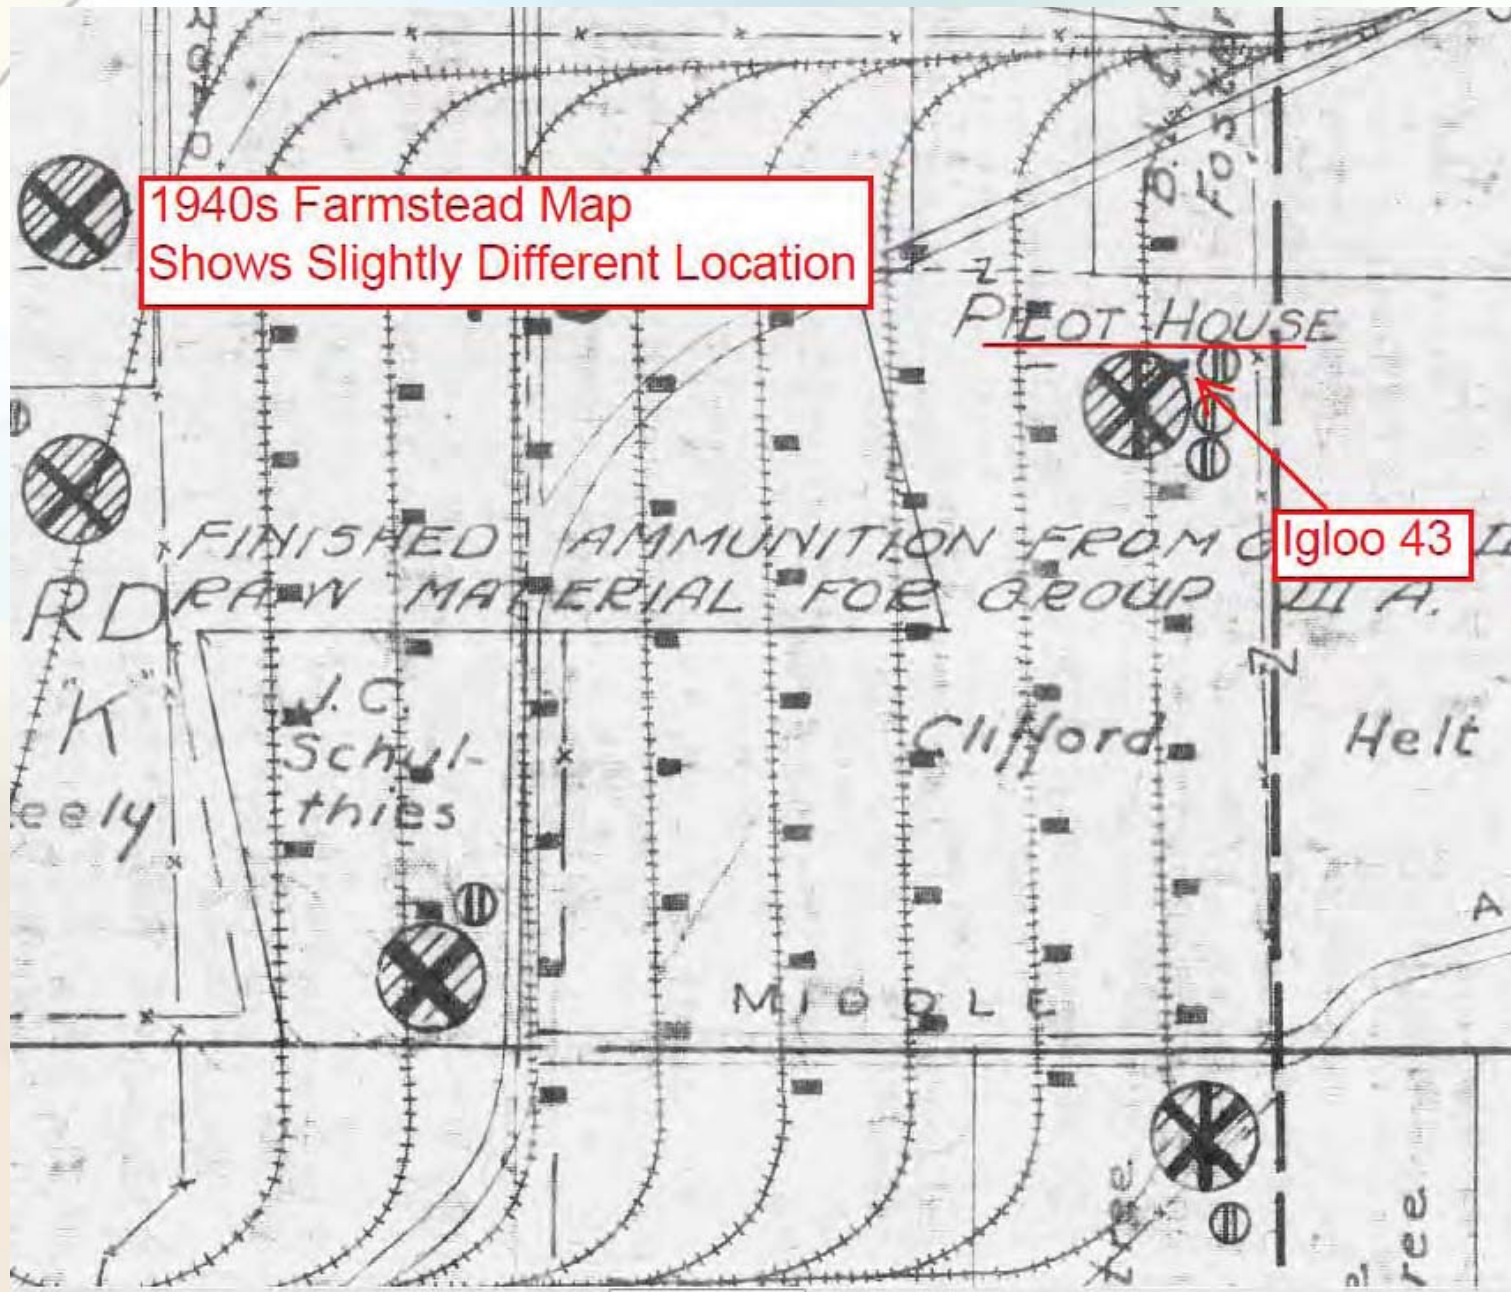 1940s Farmstead Map
Shows Slightly Different Location
B.
Z
PILOT HOUSE
Igloo 43
FINISHED AMMUNITION FROM
RAW MATERIAL FOR GROUP III A.
RD
"K"
J.C.
Schul-
thies
Clifford
Helt
Z
eely
A
MIDDLE
ree